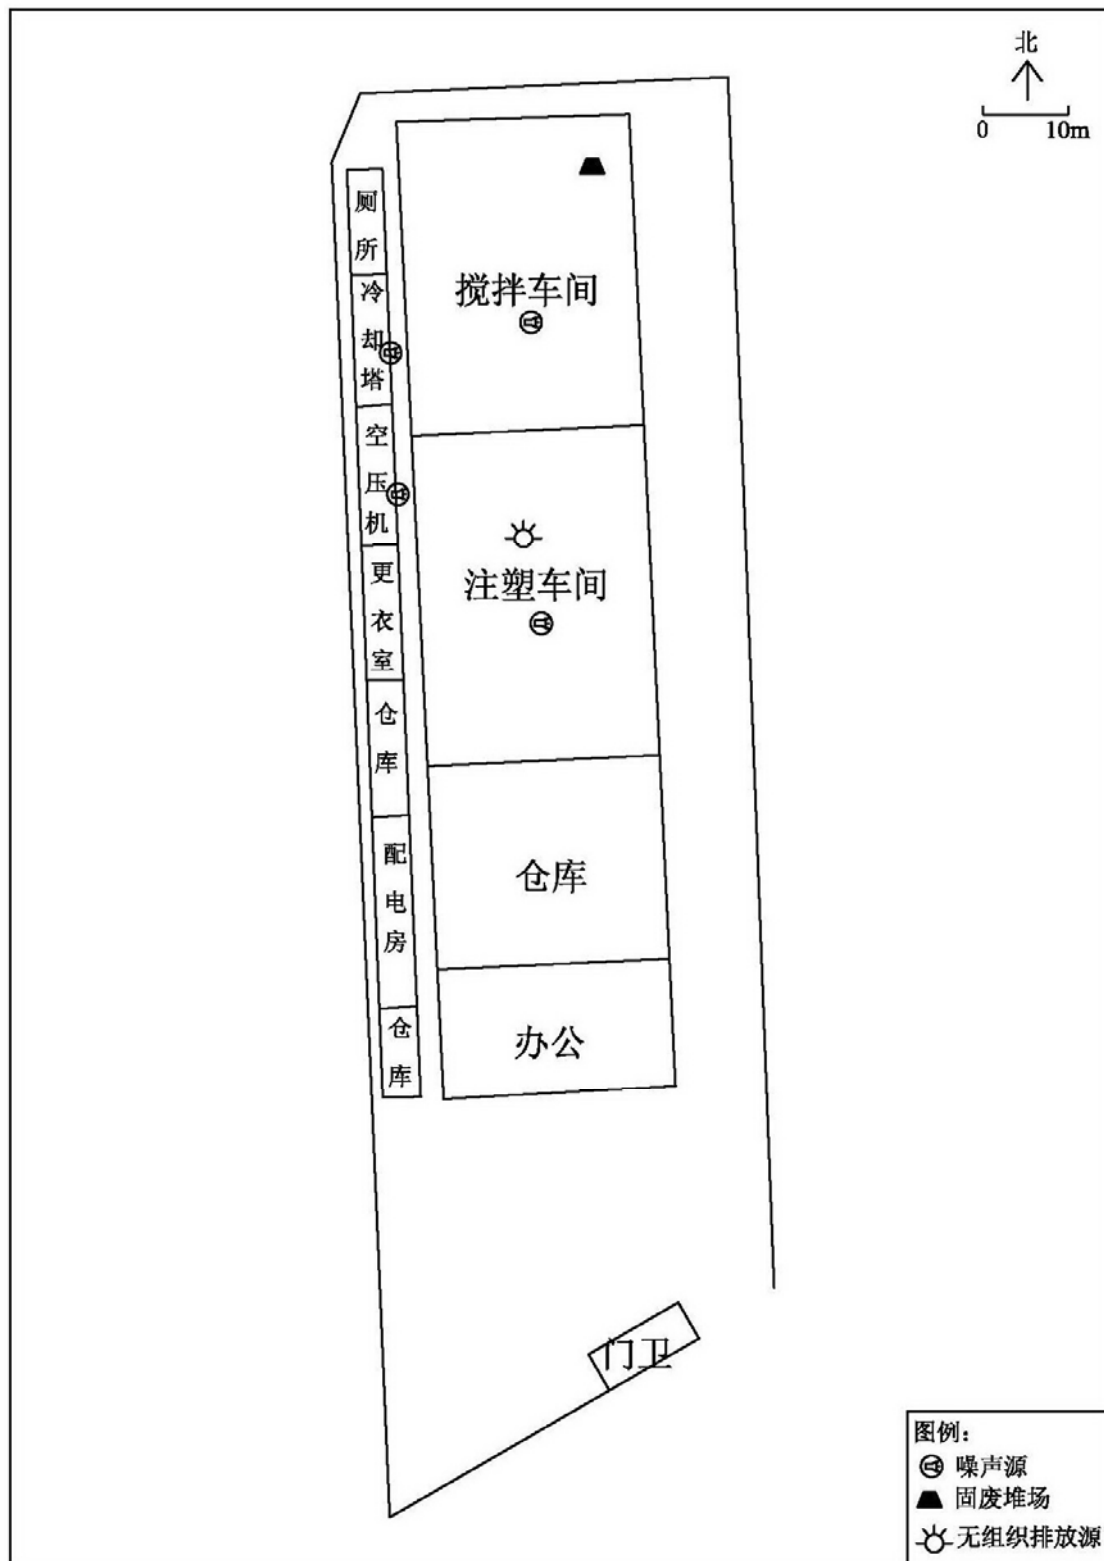 北
0 10m
厕所
冷却塔
空压机
更衣室
仓库
配电房
仓库
搅拌车间
注塑车间
仓库
办公
门卫
图例：
噪声源
固废堆场
无组织排放源